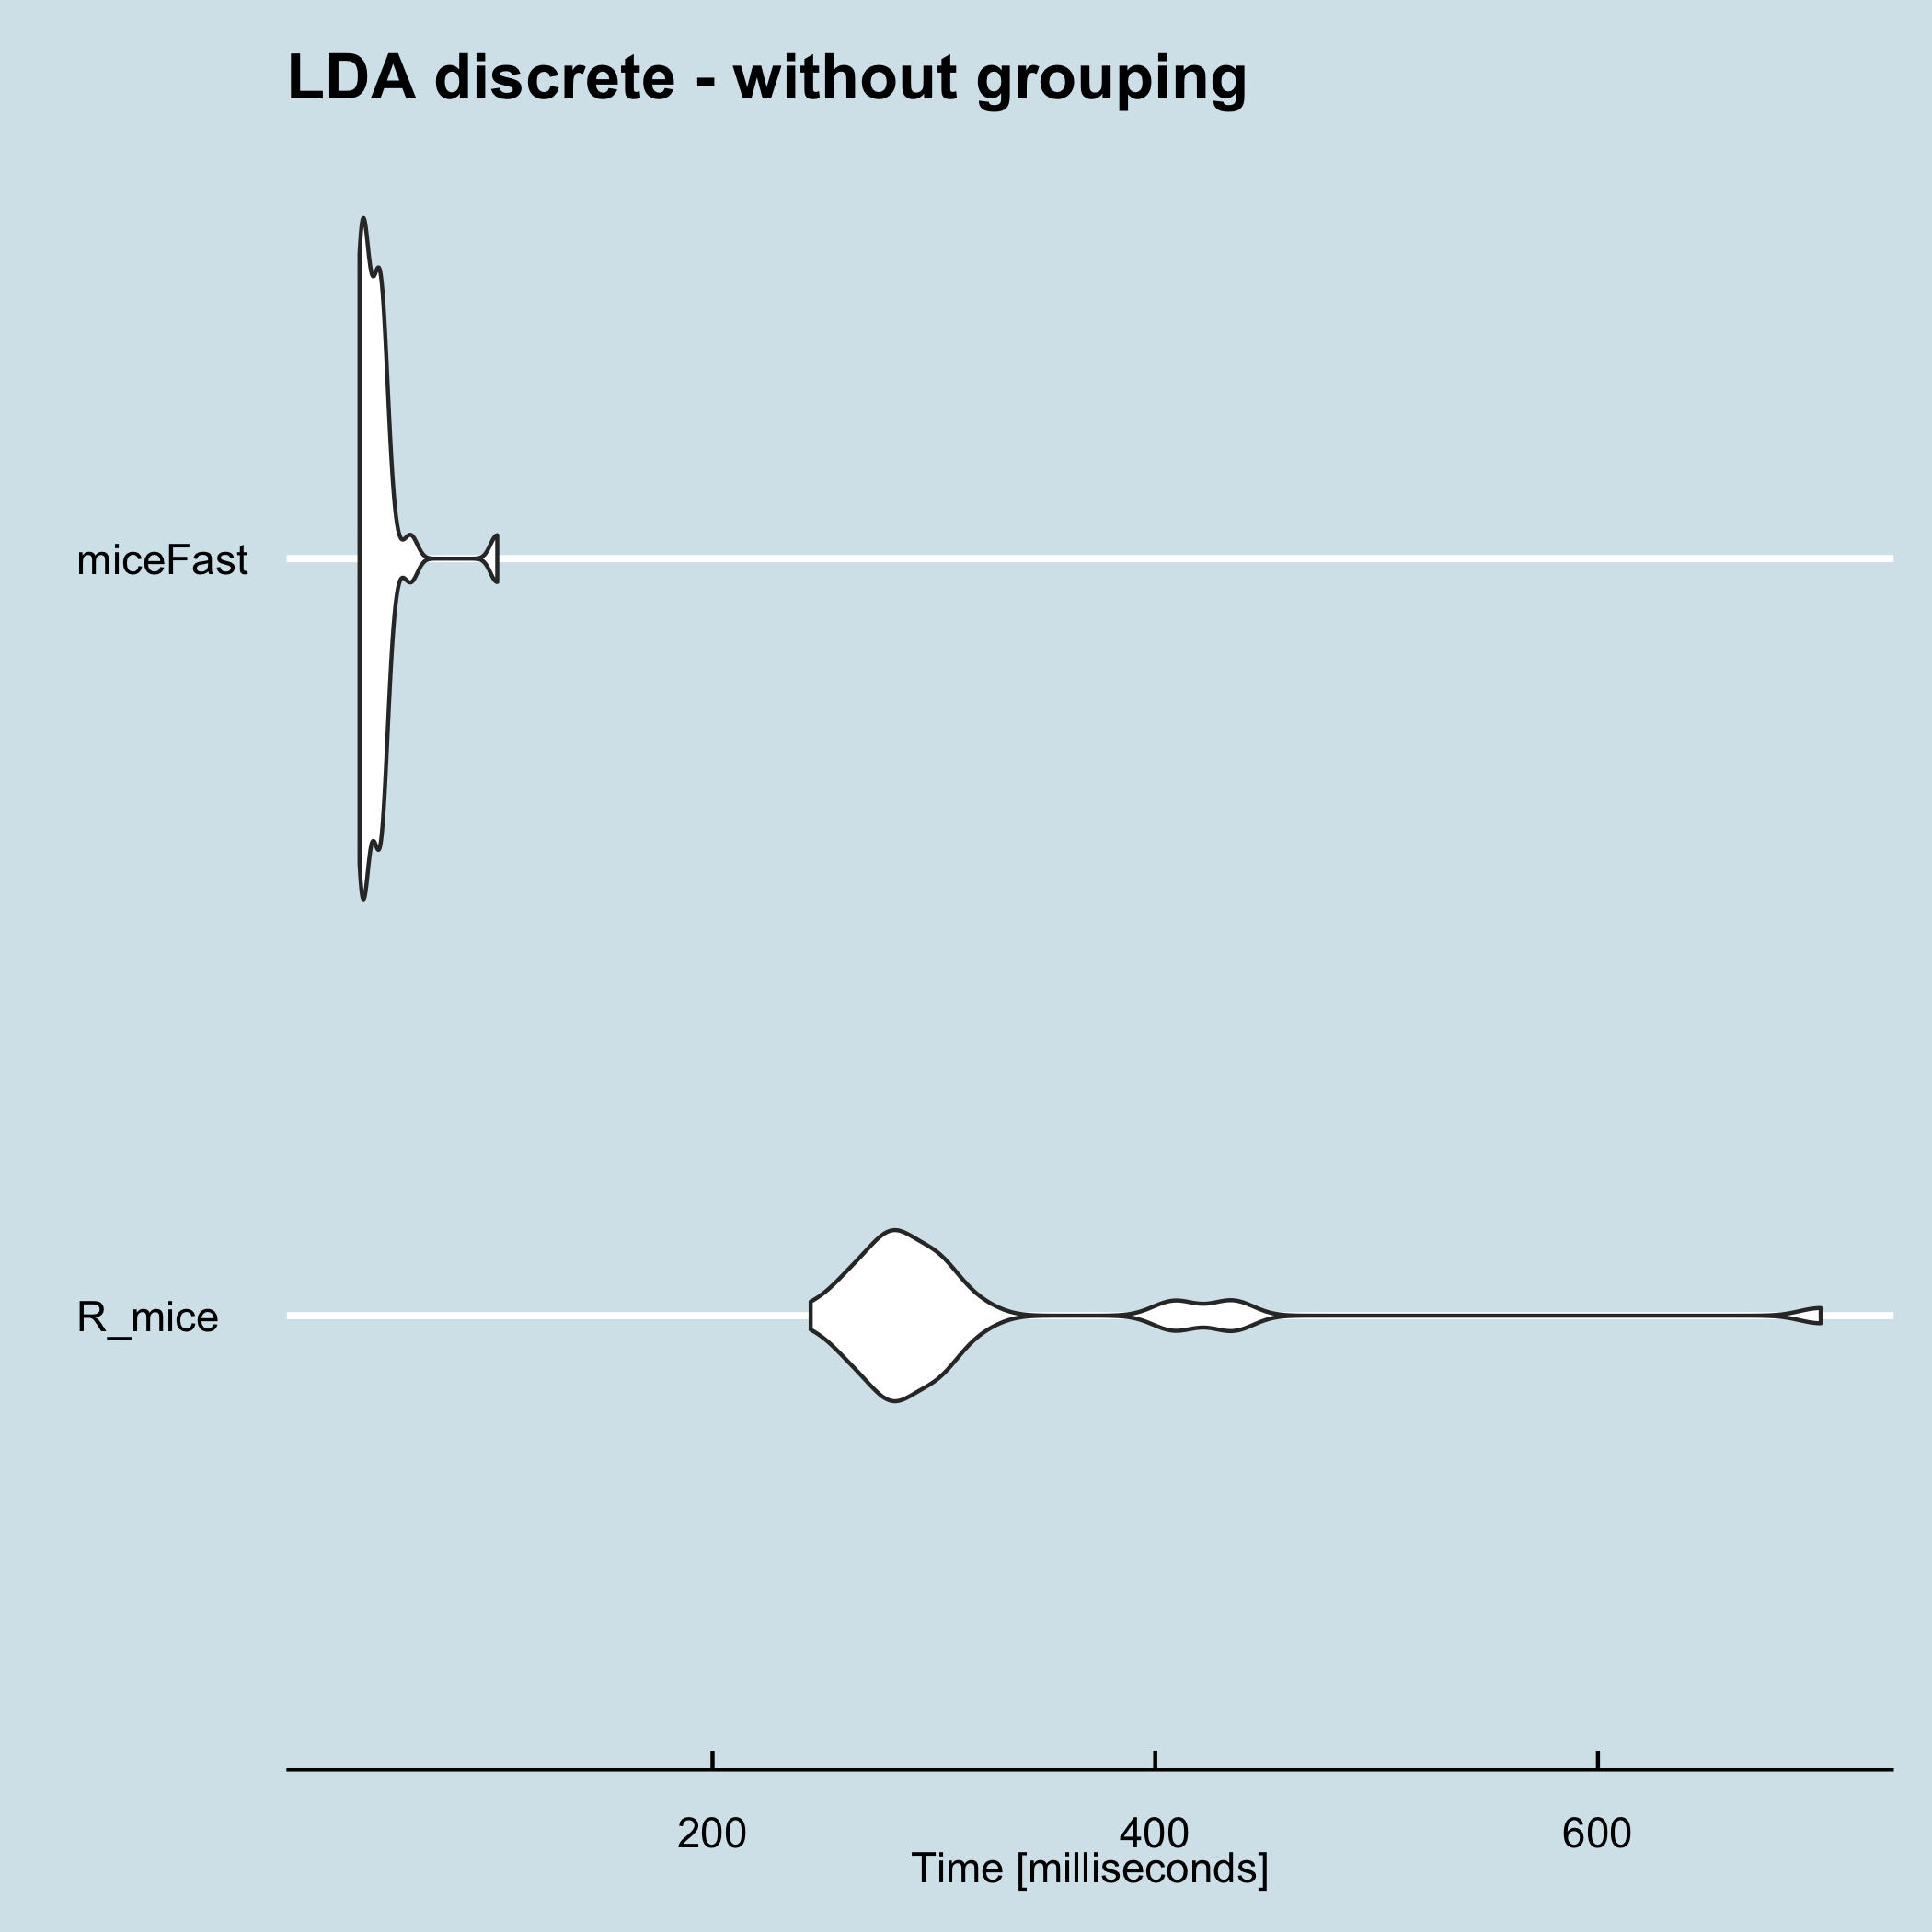 LDA discrete - without grouping
miceFast
R_mice
200 400 600
Time [milliseconds]